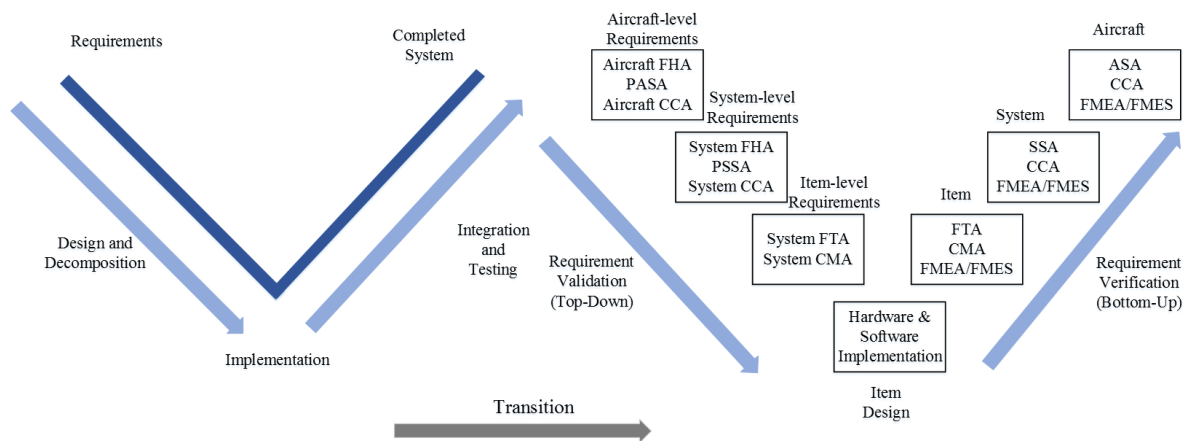 Requirements
Completed
System
Design and
Decomposition
Integration
and
Testing
Implementation
Transition
Aircraft-level
Requirements
Aircraft FHA
PASA
Aircraft CCA
System-level
Requirements
System FHA
PSSA
System CCA
Item-level
Requirements
System FTA
System CMA
Requirement
Validation
(Top-Down)
Hardware &
Software
Implementation
Item
Design
Item
FTA
CMA
FMEA/FMES
System
SSA
CCA
FMEA/FMES
Aircraft
ASA
CCA
FMEA/FMES
Requirement
Verification
(Bottom-Up)